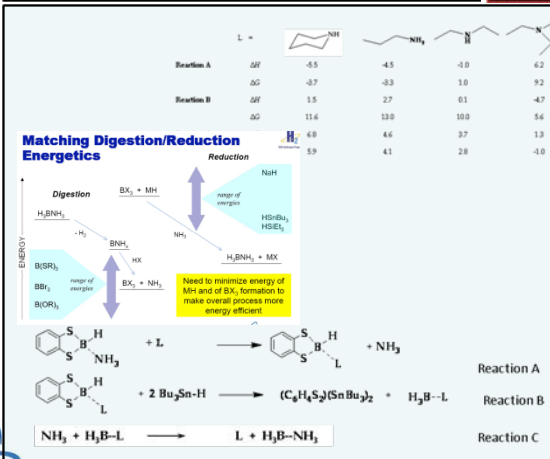 L = NH NH₂ N H N
Reaction A ΔH -5.5 -4.5 -1.0 6.2
ΔG -3.7 -3.3 1.0 9.2
Reaction B ΔH 1.5 2.7 0.1 -4.7
ΔG 11.6 13.0 10.0 5.6
6.0 4.6 3.7 1.3
5.9 4.1 2.8 -1.0
Matching Digestion/Reduction
Energetics
H₂
Reduction
NaH
Digestion
BX₃ + MH
range of
energies
H₃BNH₃
HSnBu₃
HSiEt₃
- H₂
NH₃
BNHₓ
H₃BNH₃ + MX
HX
ENERGY
B(SR)₃
BBr₃
B(OR)₃
range of
energies
BX₃ + NH₃
Need to minimize energy of
MH and of BX₃ formation to
make overall process more
energy efficient
S S B H NH₃ + L S S B H L + NH₃
Reaction A
S S B H L + 2 Bu₃Sn-H (C₆H₄S₂)(SnBu₃)₂ + H₃B--L
Reaction B
NH₃ + H₃B--L L + H₃B--NH₃
Reaction C